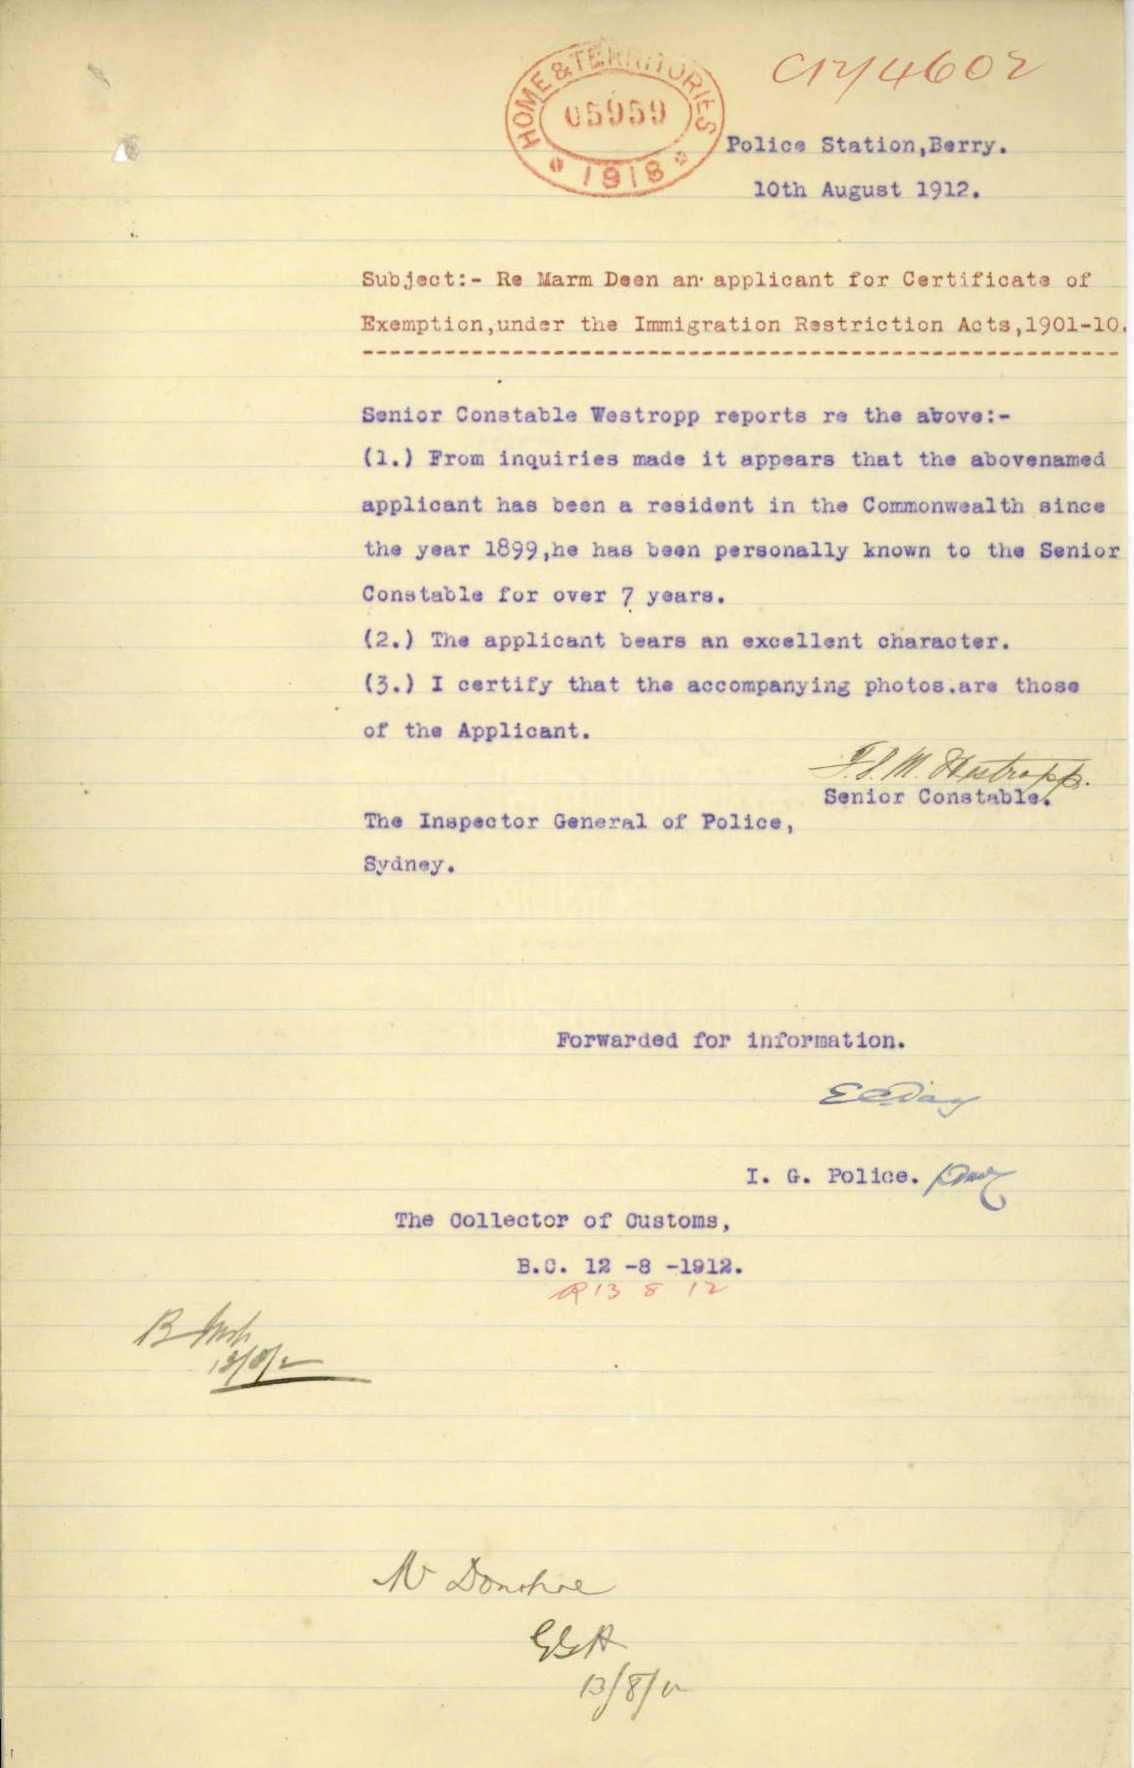 HOME & TERRITORIES
05959
1918
C12/4602
Police Station,Berry.
10th August 1912.
Subject:- Re Marm Deen an applicant for Certificate of
Exemption,under the Immigration Restriction Acts,1901-10.
Senior Constable Westropp reports re the above:-
(1.) From inquiries made it appears that the abovenamed
applicant has been a resident in the Commonwealth since
the year 1899,he has been personally known to the Senior
Constable for over 7 years.
(2.) The applicant bears an excellent character.
(3.) I certify that the accompanying photos.are those
of the Applicant.
Westropp.
Senior Constable.
The Inspector General of Police,
Sydney.
Forwarded for information.
E C Day
I. G. Police.
The Collector of Customs,
B.C. 12 -8 -1912.
R 13 8 12
Mr Donohoe
13/8/12